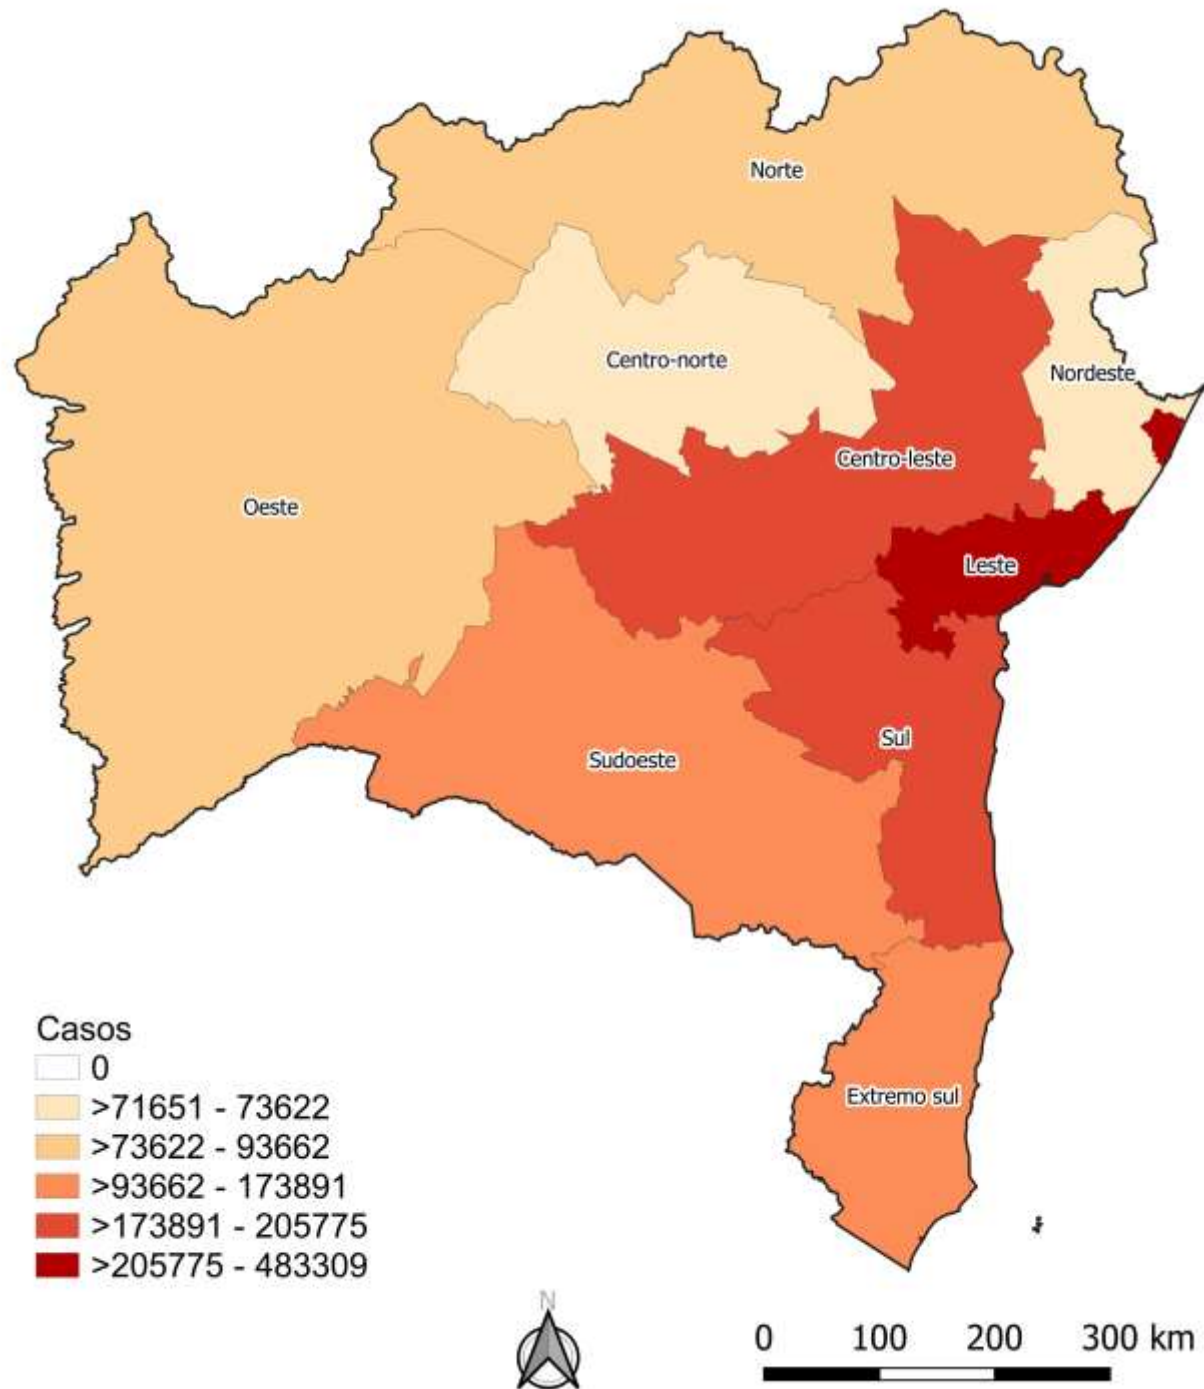 Norte
Centro-norte
Nordeste
Centro-leste
Oeste
Leste
Sul
Sudoeste
Extremo sul
Casos
0
>71651 - 73622
>73622 - 93662
>93662 - 173891
>173891 - 205775
>205775 - 483309
N
0 100 200 300 km